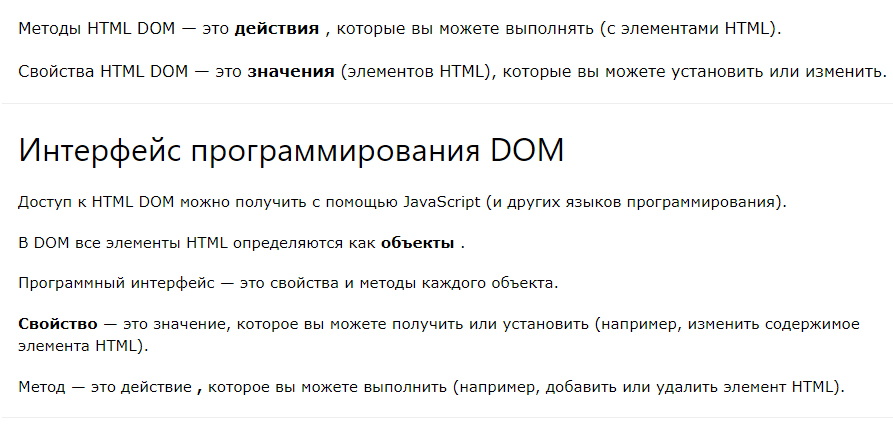 Методы HTML DOM — это действия , которые вы можете выполнять (с элементами HTML).
Свойства HTML DOM — это значения (элементов HTML), которые вы можете установить или изменить.
Интерфейс программирования DOM
Доступ к HTML DOM можно получить с помощью JavaScript (и других языков программирования).
В DOM все элементы HTML определяются как объекты .
Программный интерфейс — это свойства и методы каждого объекта.
Свойство — это значение, которое вы можете получить или установить (например, изменить содержимое
элемента HTML).
Метод — это действие , которое вы можете выполнить (например, добавить или удалить элемент HTML).